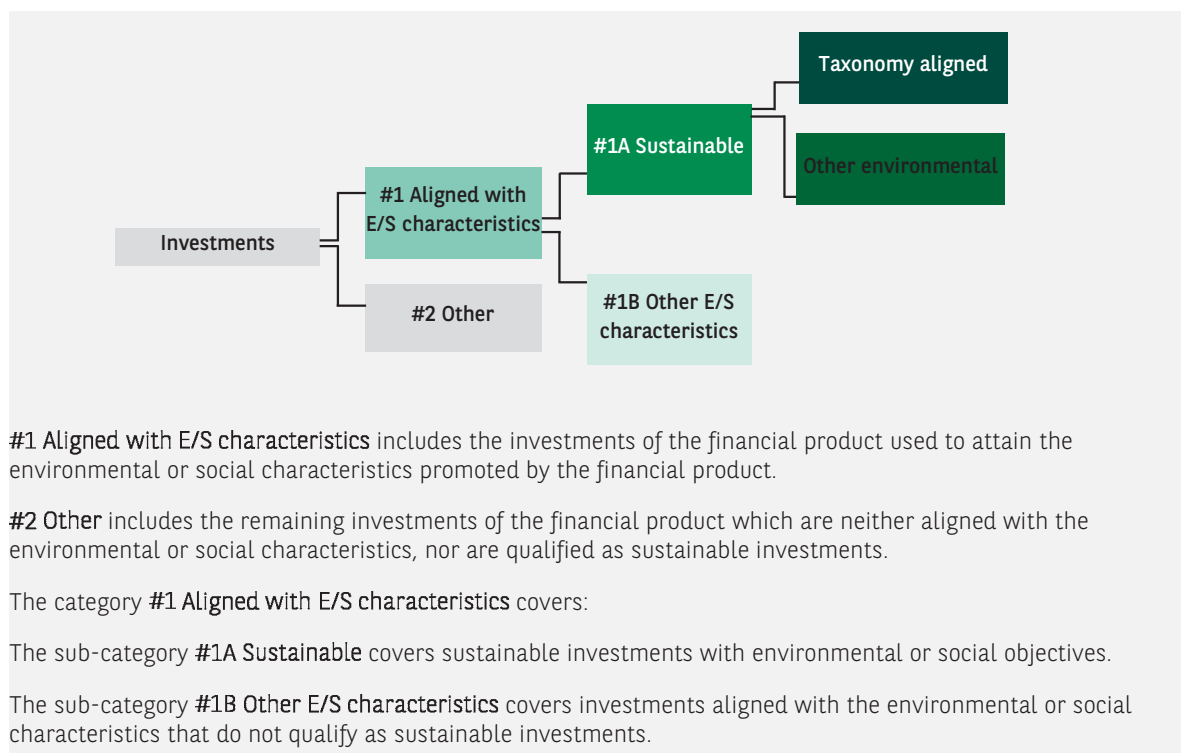 Taxonomy aligned
#1A Sustainable
Other environmental
#1 Aligned with
E/S characteristics
Investments
#2 Other
#1B Other E/S
characteristics
#1 Aligned with E/S characteristics includes the investments of the financial product used to attain the
environmental or social characteristics promoted by the financial product.
#2 Other includes the remaining investments of the financial product which are neither aligned with the
environmental or social characteristics, nor are qualified as sustainable investments.
The category #1 Aligned with E/S characteristics covers:
The sub-category #1A Sustainable covers sustainable investments with environmental or social objectives.
The sub-category #1B Other E/S characteristics covers investments aligned with the environmental or social
characteristics that do not qualify as sustainable investments.